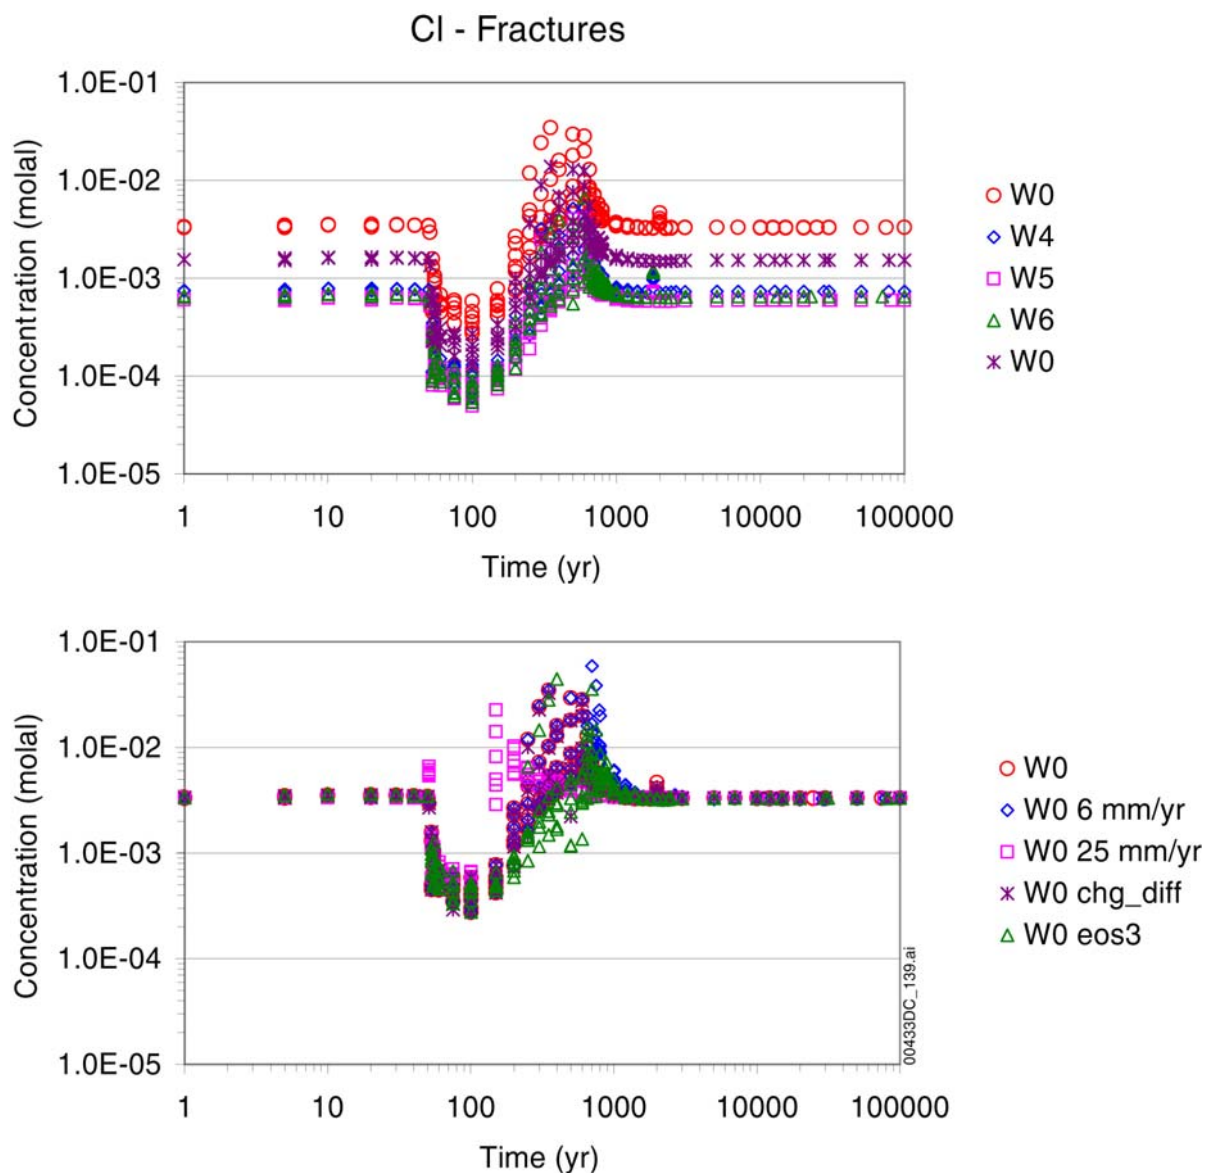 Cl - Fractures
1.0E-01
1.0E-02
1.0E-03
1.0E-04
1.0E-05
Concentration (molal)
1
10
100
1000
10000
100000
Time (yr)
W0
W4
W5
W6
W0
1.0E-01
1.0E-02
1.0E-03
1.0E-04
1.0E-05
Concentration (molal)
1
10
100
1000
10000
100000
Time (yr)
W0
W0 6 mm/yr
W0 25 mm/yr
W0 chg_diff
W0 eos3
00433DC_139.ai